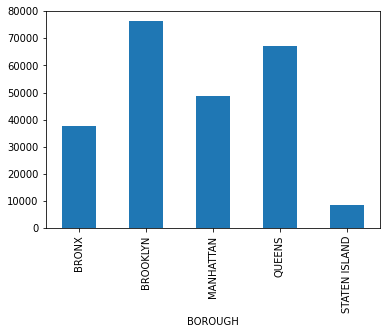 80000
70000
60000
50000
40000
30000
20000
10000
0
BRONX
BROOKLYN
MANHATTAN
QUEENS
STATEN ISLAND
BOROUGH